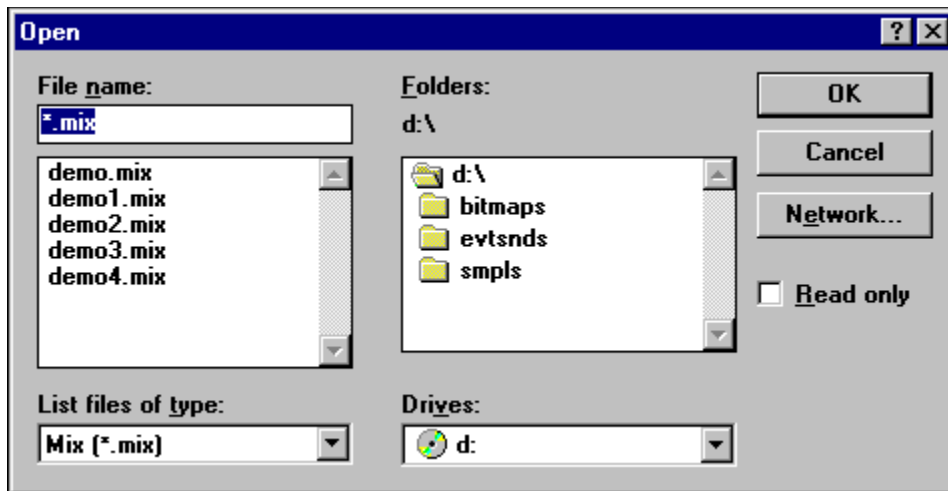 Open
File name:
*.mix
demo.mix
demo1.mix
demo2.mix
demo3.mix
demo4.mix
List files of type:
Mix (*.mix)
Folders:
d:\
d:\
bitmaps
evtsnds
smpls
Drives:
d:
OK
Cancel
Network...
Read only